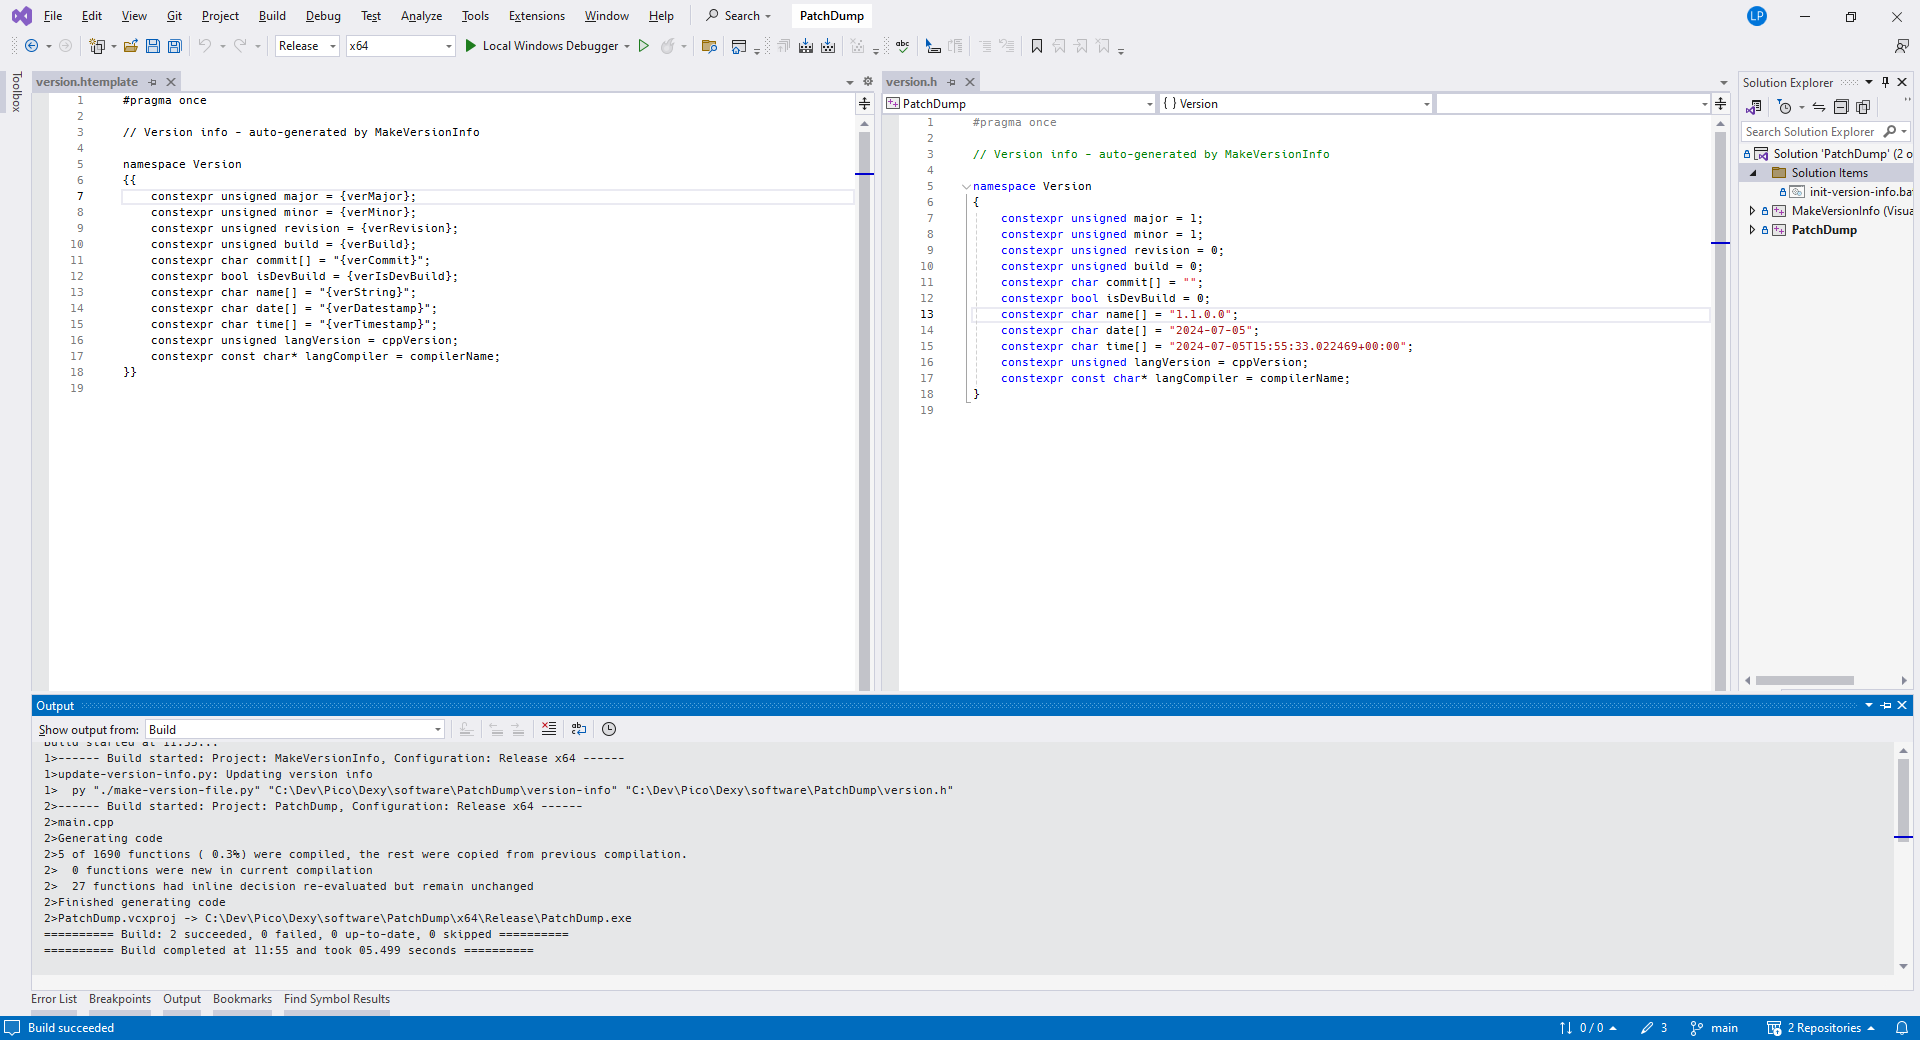 File Edit View Git Project Build Debug Test Analyze Tools Extensions Window Help Search PatchDump LP
Release x64 Local Windows Debugger
Toolbox
version.htemplate
1 #pragma once
2
3 // Version info - auto-generated by MakeVersionInfo
4
5 namespace Version
6 {{
7 constexpr unsigned major = {verMajor};
8 constexpr unsigned minor = {verMinor};
9 constexpr unsigned revision = {verRevision};
10 constexpr unsigned build = {verBuild};
11 constexpr char commit[] = "{verCommit}";
12 constexpr bool isDevBuild = {verIsDevBuild};
13 constexpr char name[] = "{verString}";
14 constexpr char date[] = "{verDatestamp}";
15 constexpr char time[] = "{verTimestamp}";
16 constexpr unsigned langVersion = cppVersion;
17 constexpr const char* langCompiler = compilerName;
18 }}
19
version.h
PatchDump { } Version
1 #pragma once
2
3 // Version info - auto-generated by MakeVersionInfo
4
5 namespace Version
6 {
7 constexpr unsigned major = 1;
8 constexpr unsigned minor = 1;
9 constexpr unsigned revision = 0;
10 constexpr unsigned build = 0;
11 constexpr char commit[] = "";
12 constexpr bool isDevBuild = 0;
13 constexpr char name[] = "1.1.0.0";
14 constexpr char date[] = "2024-07-05";
15 constexpr char time[] = "2024-07-05T15:55:33.022469+00:00";
16 constexpr unsigned langVersion = cppVersion;
17 constexpr const char* langCompiler = compilerName;
18 }
19
Solution Explorer
Search Solution Explorer
Solution 'PatchDump' (2 o
Solution Items
init-version-info.ba
MakeVersionInfo (Visua
PatchDump
Output
Show output from: Build
Build started at 11:55...
1>------ Build started: Project: MakeVersionInfo, Configuration: Release x64 ------
1>update-version-info.py: Updating version info
1>  py "./make-version-file.py" "C:\Dev\Pico\Dexy\software\PatchDump\version-info" "C:\Dev\Pico\Dexy\software\PatchDump\version.h"
2>------ Build started: Project: PatchDump, Configuration: Release x64 ------
2>main.cpp
2>Generating code
2>5 of 1690 functions ( 0.3%) were compiled, the rest were copied from previous compilation.
2>  0 functions were new in current compilation
2>  27 functions had inline decision re-evaluated but remain unchanged
2>Finished generating code
2>PatchDump.vcxproj -> C:\Dev\Pico\Dexy\software\PatchDump\x64\Release\PatchDump.exe
========== Build: 2 succeeded, 0 failed, 0 up-to-date, 0 skipped ==========
========== Build completed at 11:55 and took 05.499 seconds ==========
Error List Breakpoints Output Bookmarks Find Symbol Results
Build succeeded 0 / 0 3 main 2 Repositories